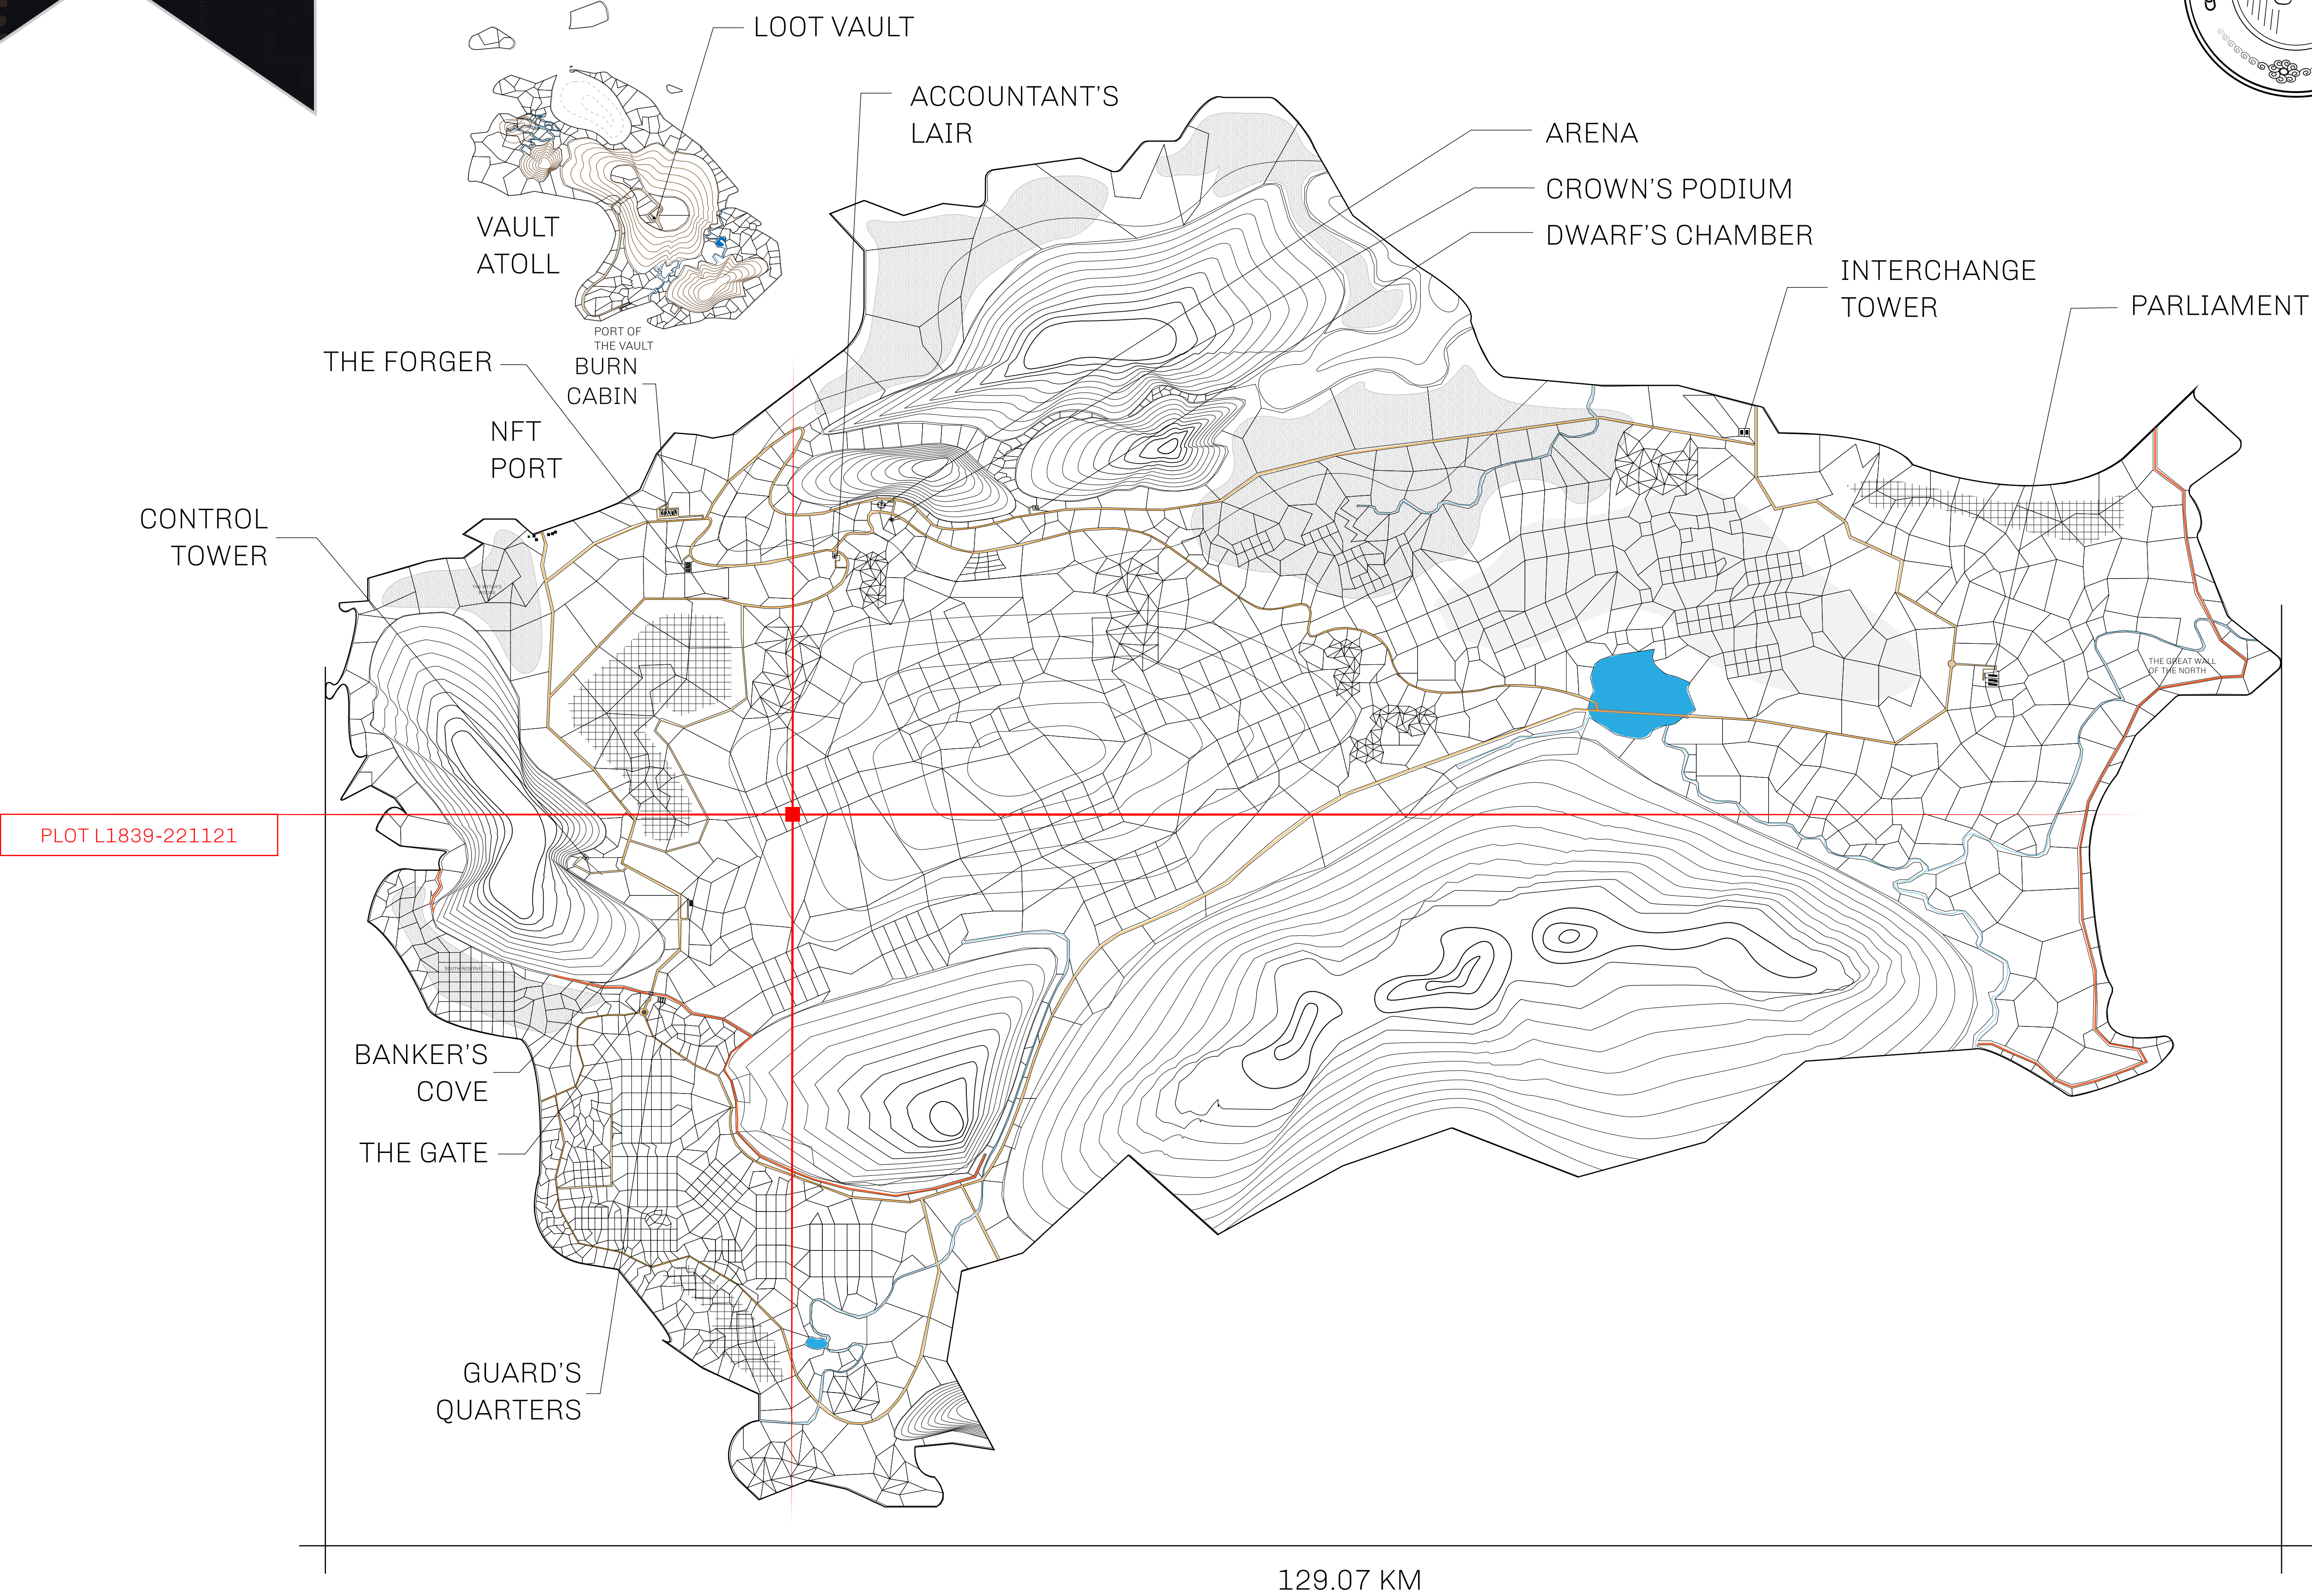 LOOT VAULT
ACCOUNTANT'S
LAIR
ARENA
CROWN'S PODIUM
DWARF'S CHAMBER
INTERCHANGE
TOWER
PARLIAMENT
VAULT
ATOLL
PORT OF
THE VAULT
THE FORGER
BURN
CABIN
NFT
PORT
CONTROL
TOWER
THE GREAT WALL
OF THE NORTH
PLOT L1839-221121
SOUTH RESERVE
BANKER'S
COVE
THE GATE
GUARD'S
QUARTERS
129.07 KM